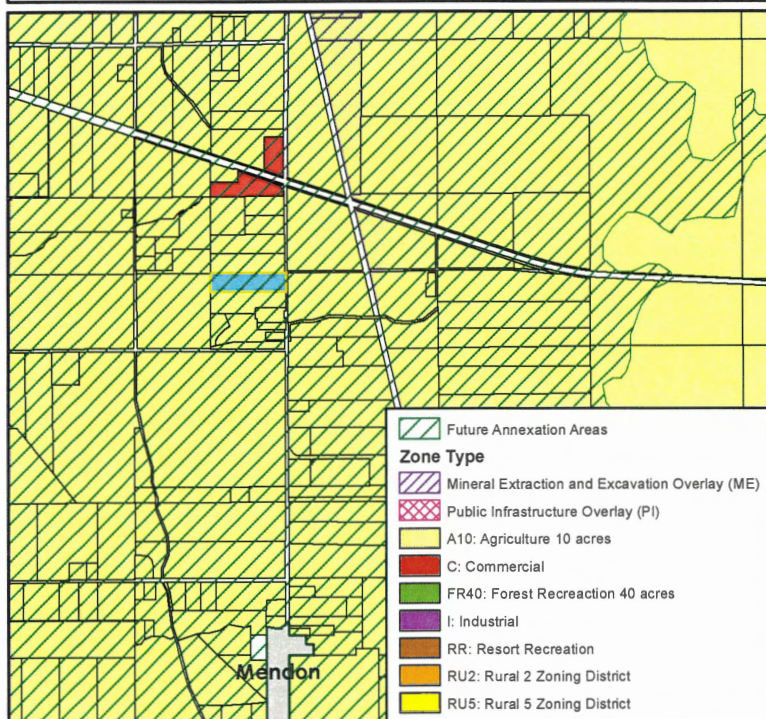 Future Annexation Areas
Zone Type
Mineral Extraction and Excavation Overlay (ME)
Public Infrastructure Overlay (PI)
A10: Agriculture 10 acres
C: Commercial
FR40: Forest Recreaction 40 acres
I: Industrial
RR: Resort Recreation
RU2: Rural 2 Zoning District
RU5: Rural 5 Zoning District
Mendon